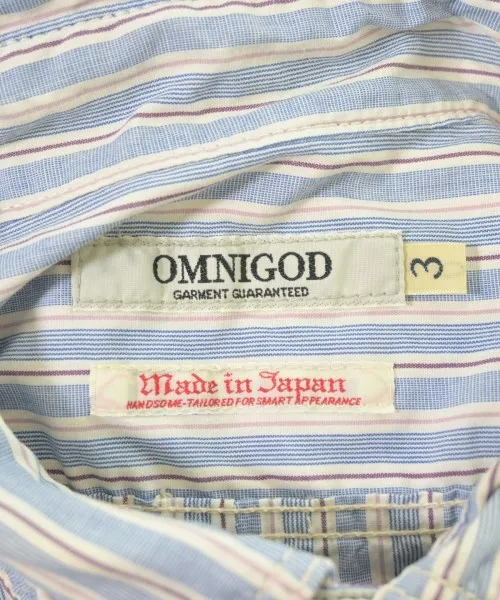 OMNIGOD
GARMENT GUARANTEED
3
Made in Japan
HANDSOME-TAILORED FOR SMART APPEARANCE